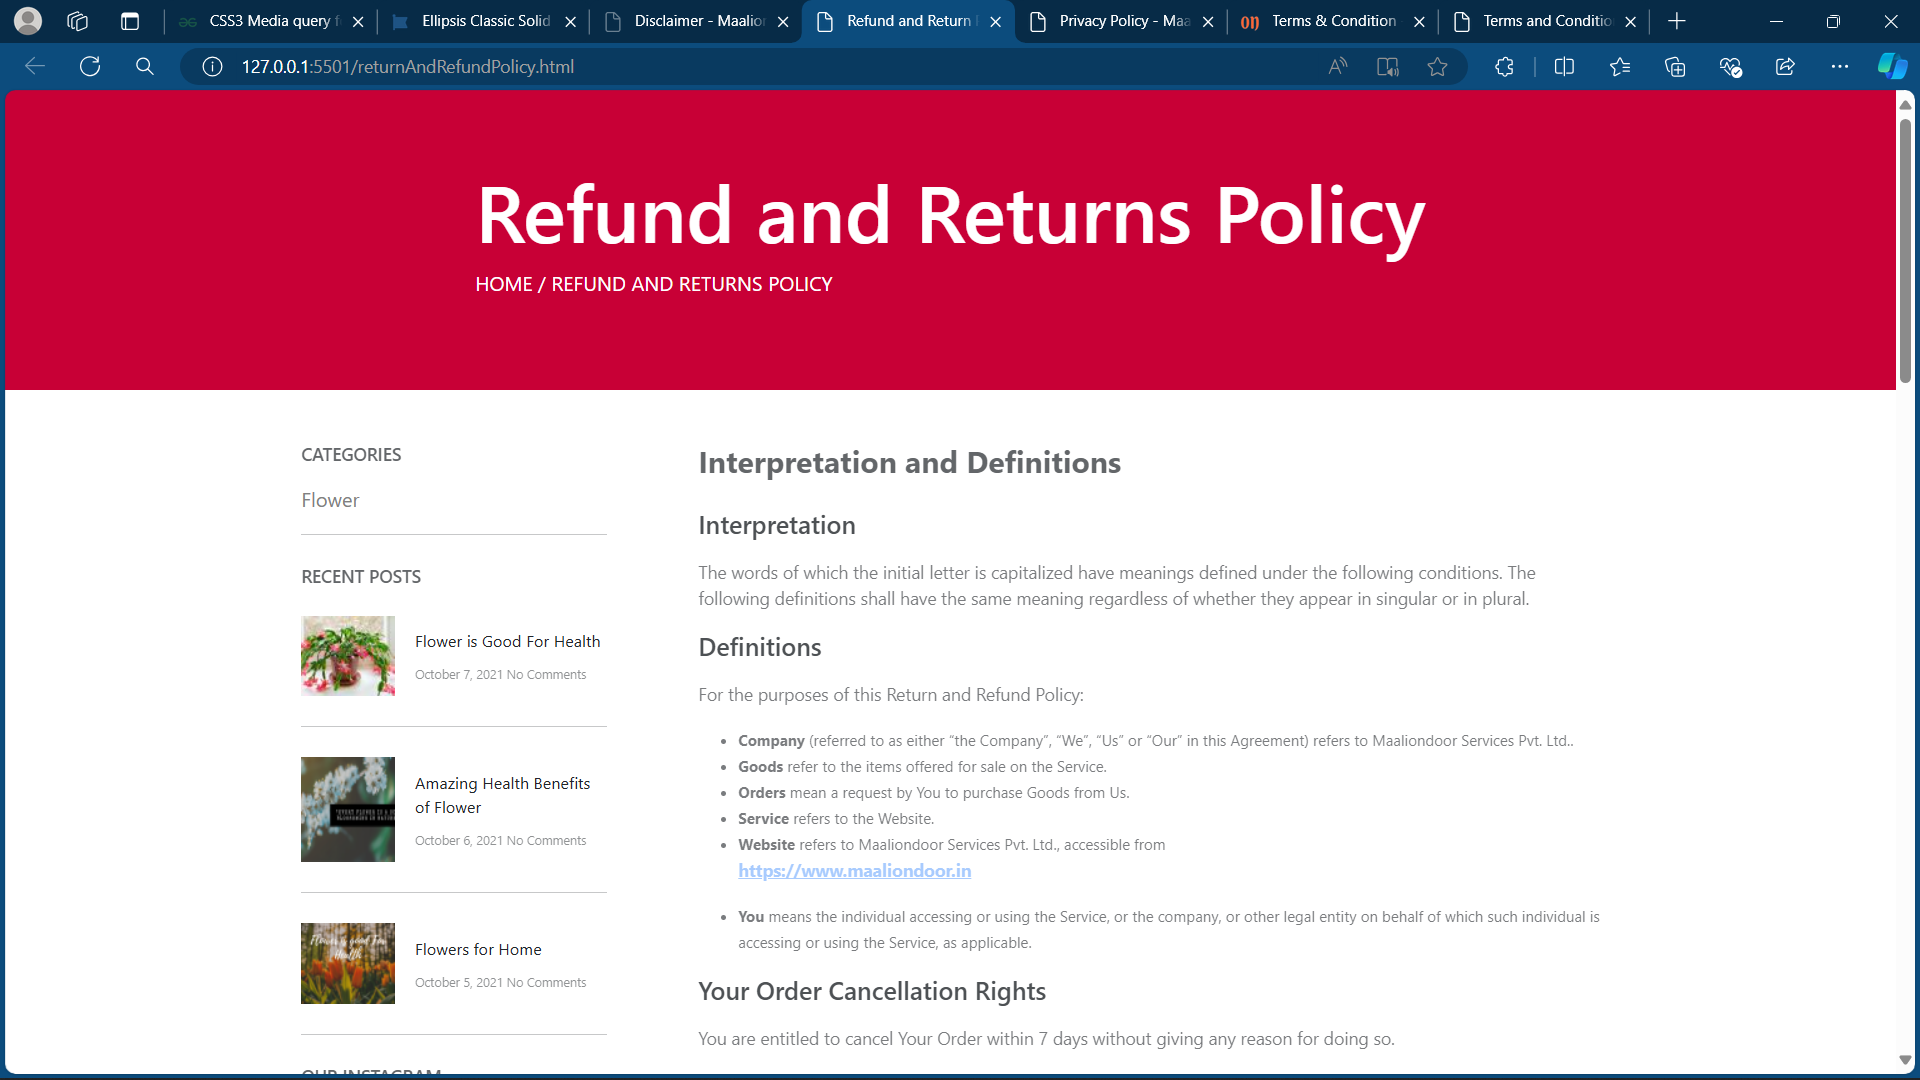 CSS3 Media query f
Ellipsis Classic Solid
Disclaimer - Maalior
Refund and Return
Privacy Policy - Maa
Terms & Condition
Terms and Conditio
127.0.0.1:5501/returnAndRefundPolicy.html
Refund and Returns Policy
HOME / REFUND AND RETURNS POLICY
CATEGORIES
Flower
RECENT POSTS
Flower is Good For Health
October 7, 2021 No Comments
Amazing Health Benefits
of Flower
October 6, 2021 No Comments
Flowers for Home
October 5, 2021 No Comments
OUR INSTAGRAM
Interpretation and Definitions
Interpretation
The words of which the initial letter is capitalized have meanings defined under the following conditions. The
following definitions shall have the same meaning regardless of whether they appear in singular or in plural.
Definitions
For the purposes of this Return and Refund Policy:
• Company (referred to as either “the Company”, “We”, “Us” or “Our” in this Agreement) refers to Maaliondoor Services Pvt. Ltd..
• Goods refer to the items offered for sale on the Service.
• Orders mean a request by You to purchase Goods from Us.
• Service refers to the Website.
• Website refers to Maaliondoor Services Pvt. Ltd., accessible from
https://www.maaliondoor.in
• You means the individual accessing or using the Service, or the company, or other legal entity on behalf of which such individual is
accessing or using the Service, as applicable.
Your Order Cancellation Rights
You are entitled to cancel Your Order within 7 days without giving any reason for doing so.